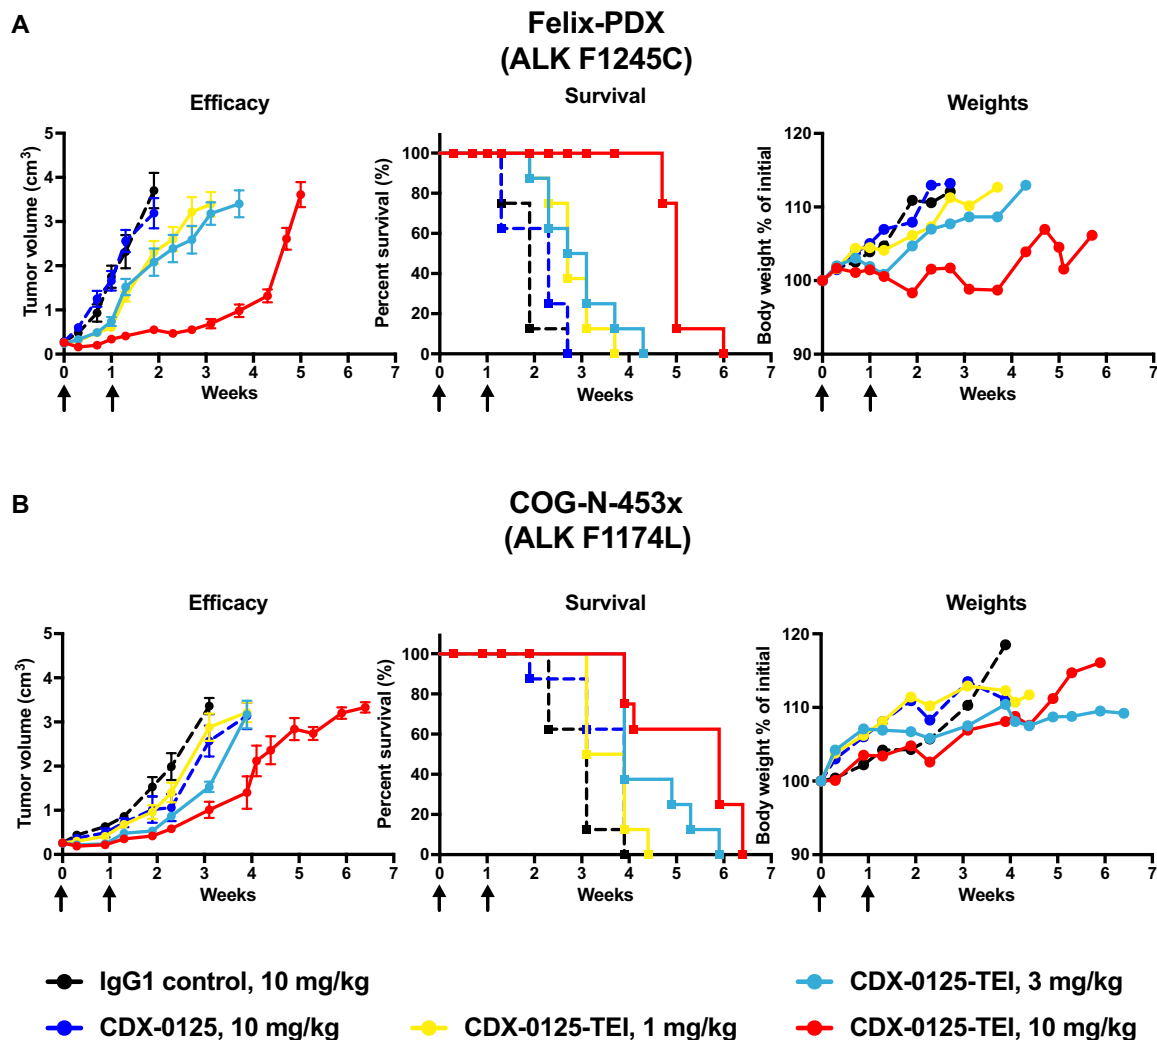 A
Felix-PDX
(ALK F1245C)
Efficacy
Survival
Weights
Tumor volume (cm³)
5
4
3
2
1
0
0 1 2 3 4 5 6 7
Weeks
Percent survival (%)
100
80
60
40
20
0
0 1 2 3 4 5 6 7
Weeks
Body weight % of initial
120
110
100
90
0 1 2 3 4 5 6 7
Weeks
B
COG-N-453x
(ALK F1174L)
Efficacy
Survival
Weights
Tumor volume (cm³)
5
4
3
2
1
0
0 1 2 3 4 5 6 7
Weeks
Percent survival (%)
100
80
60
40
20
0
0 1 2 3 4 5 6 7
Weeks
Body weight % of initial
120
110
100
90
0 1 2 3 4 5 6 7
Weeks
IgG1 control, 10 mg/kg
CDX-0125-TEI, 3 mg/kg
CDX-0125, 10 mg/kg
CDX-0125-TEI, 1 mg/kg
CDX-0125-TEI, 10 mg/kg